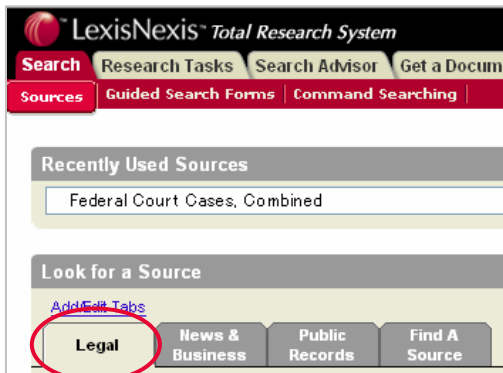 LexisNexis™ Total Research System
Search Research Tasks Search Advisor Get a Docum
Sources Guided Search Forms Command Searching
Recently Used Sources
Federal Court Cases, Combined
Look for a Source
Add/Edit Tabs
Legal News & Business Public Records Find A Source